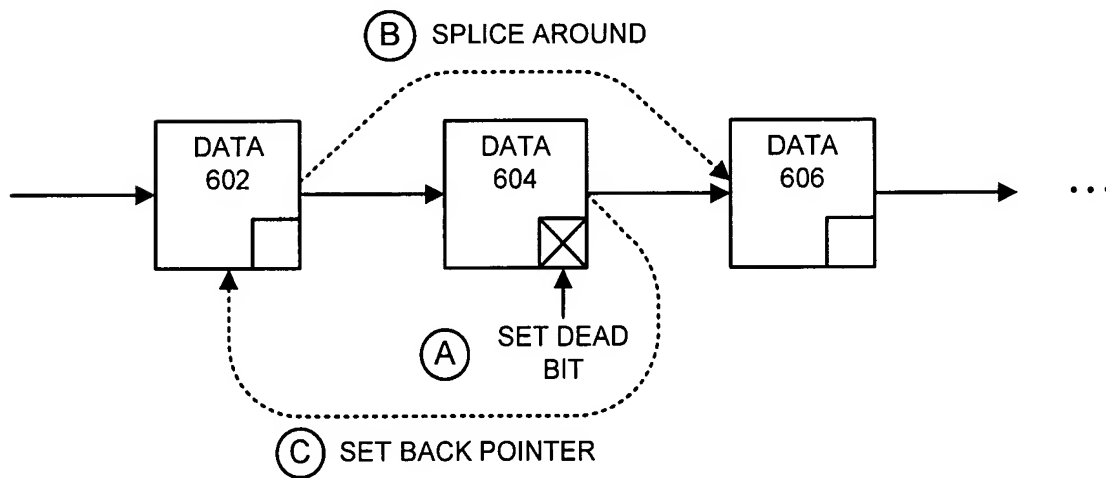 B SPLICE AROUND
DATA
602
DATA
604
DATA
606
...
A SET DEAD
BIT
C SET BACK POINTER